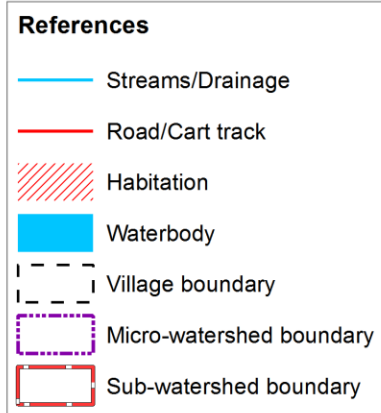 References
Streams/Drainage
Road/Cart track
Habitation
Waterbody
Village boundary
Micro-watershed boundary
Sub-watershed boundary